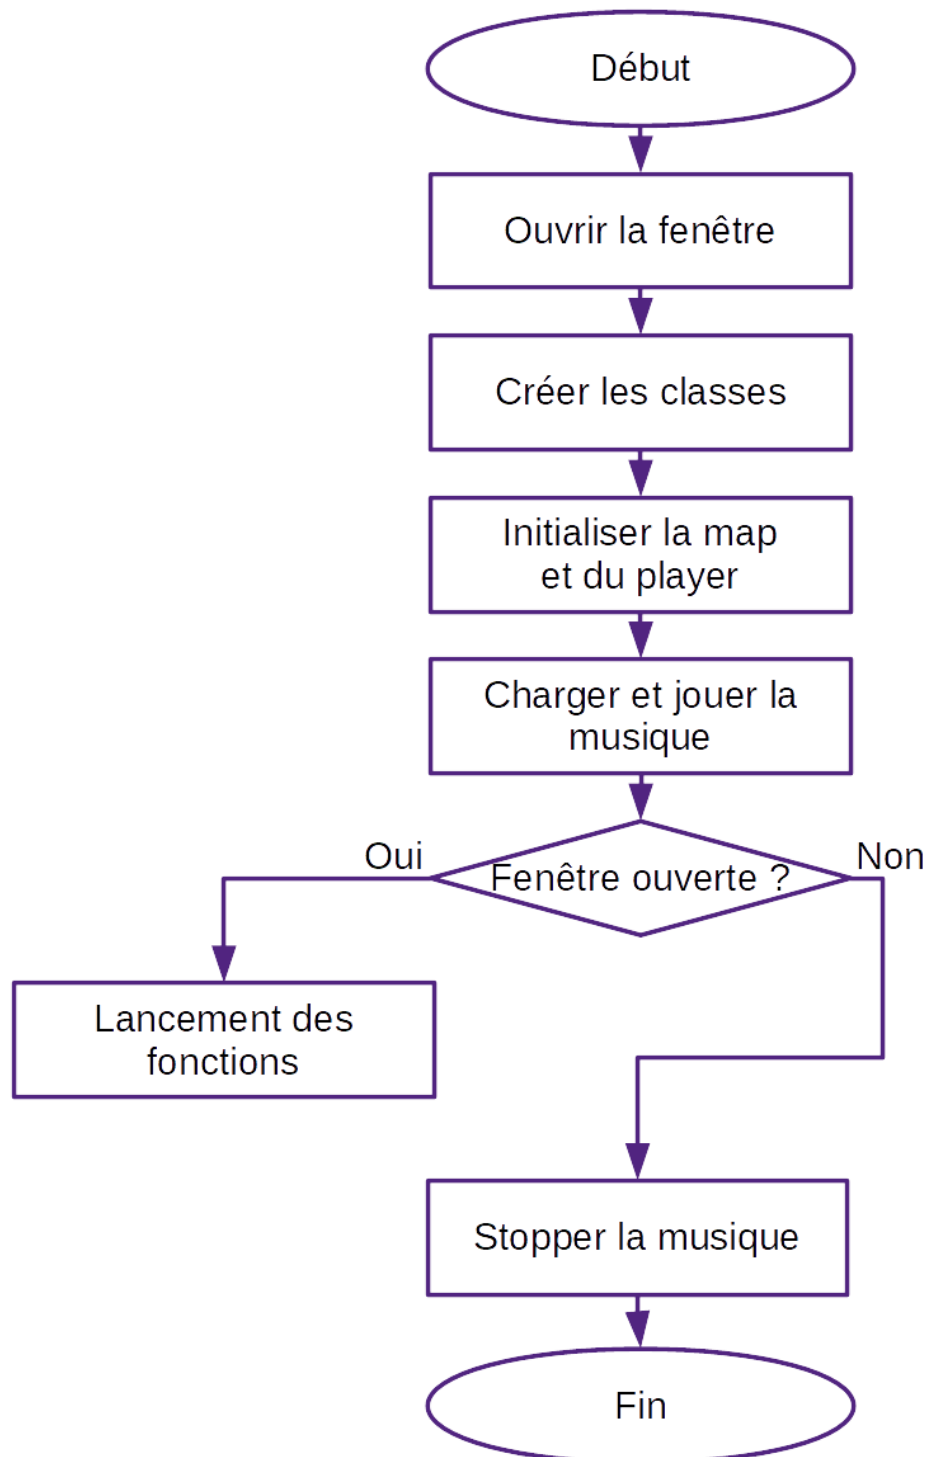 Début
Ouvrir la fenêtre
Créer les classes
Initialiser la map
et du player
Charger et jouer la
musique
Oui
Non
Fenêtre ouverte ?
Lancement des
fonctions
Stopper la musique
Fin